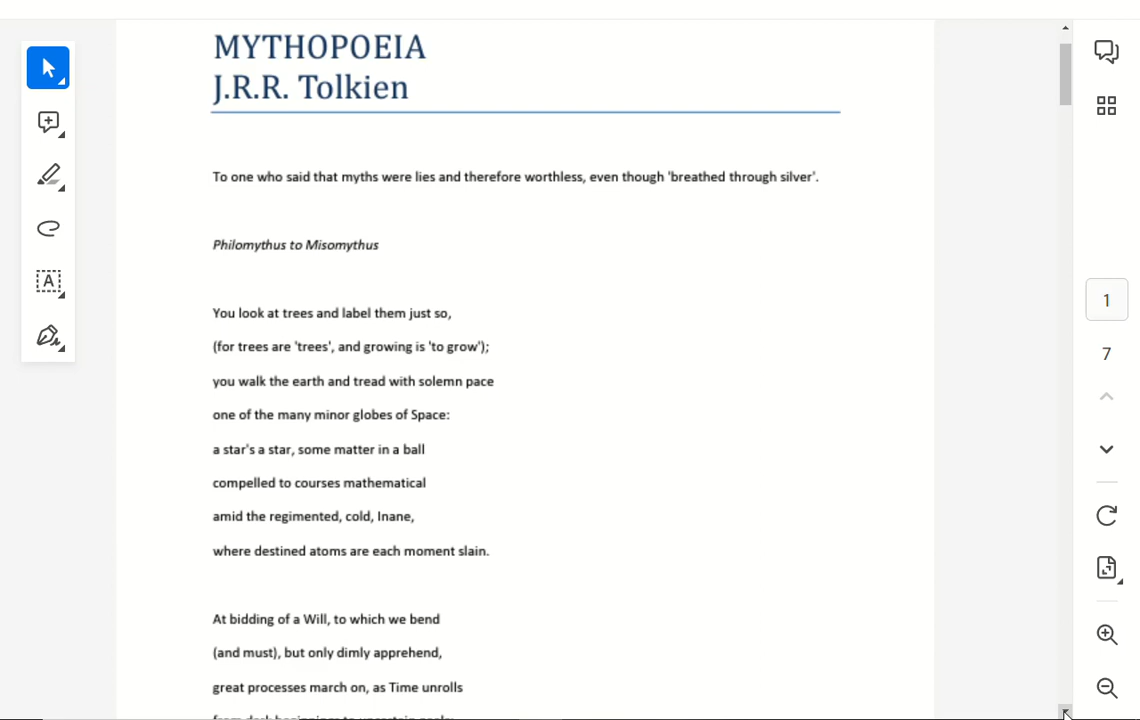 MYTHOPOEIA
J.R.R. Tolkien
To one who said that myths were lies and therefore worthless, even though 'breathed through silver'.
Philomythus to Misomythus
You look at trees and label them just so,
(for trees are 'trees', and growing is 'to grow');
you walk the earth and tread with solemn pace
one of the many minor globes of Space:
a star's a star, some matter in a ball
compelled to courses mathematical
amid the regimented, cold, Inane,
where destined atoms are each moment slain.
At bidding of a Will, to which we bend
(and must), but only dimly apprehend,
great processes march on, as Time unrolls
1
7